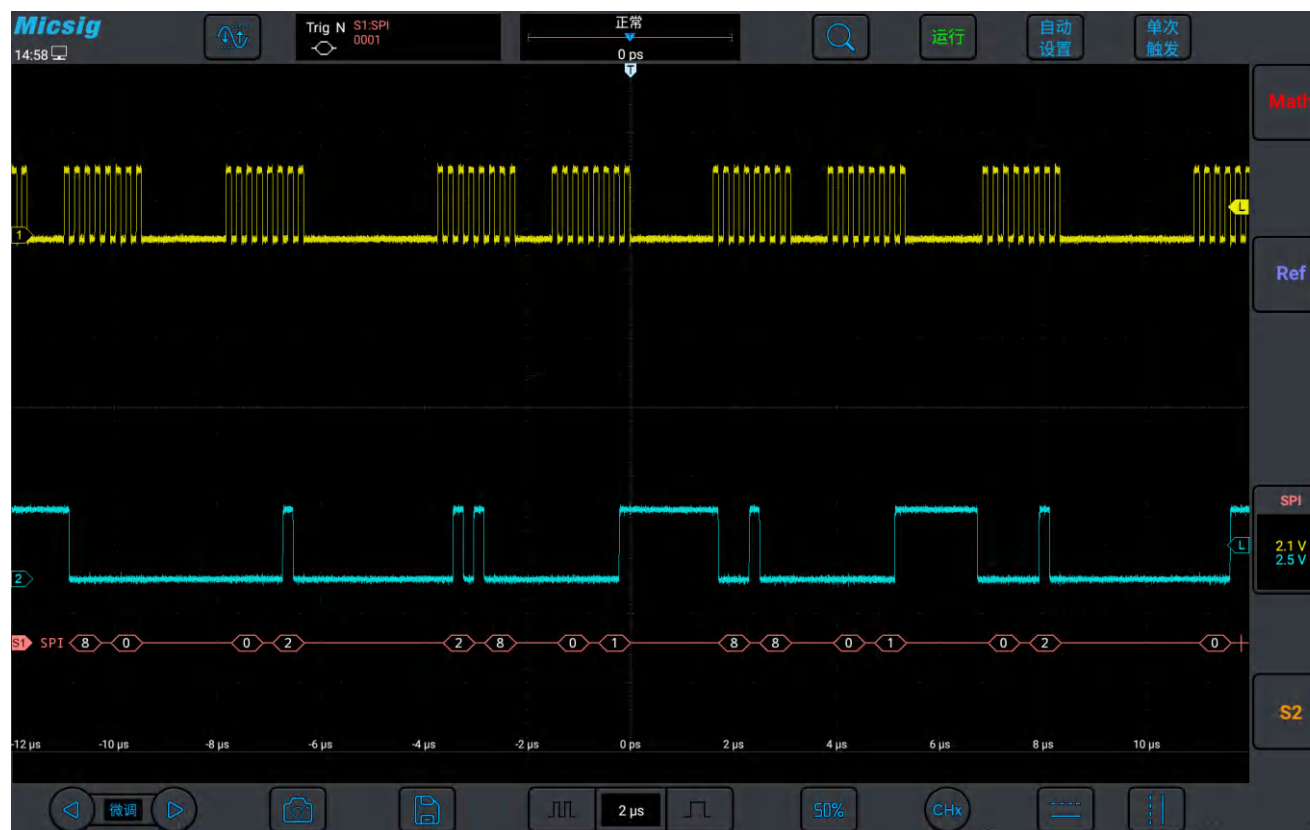 Micsig
14:58
Trig N S1:SPI
0001
正常
0 ps
T
运行
自动
设置
单次
触发
Math
1
L
Ref
SPI
2.1 V
2.5 V
L
2
S1 SPI 8 0 0 2 2 8 0 1 8 8 0 1 0 2 0
S2
-12 µs -10 µs -8 µs -6 µs -4 µs -2 µs 0 ps 2 µs 4 µs 6 µs 8 µs 10 µs
微调
2 µs
50%
CHx